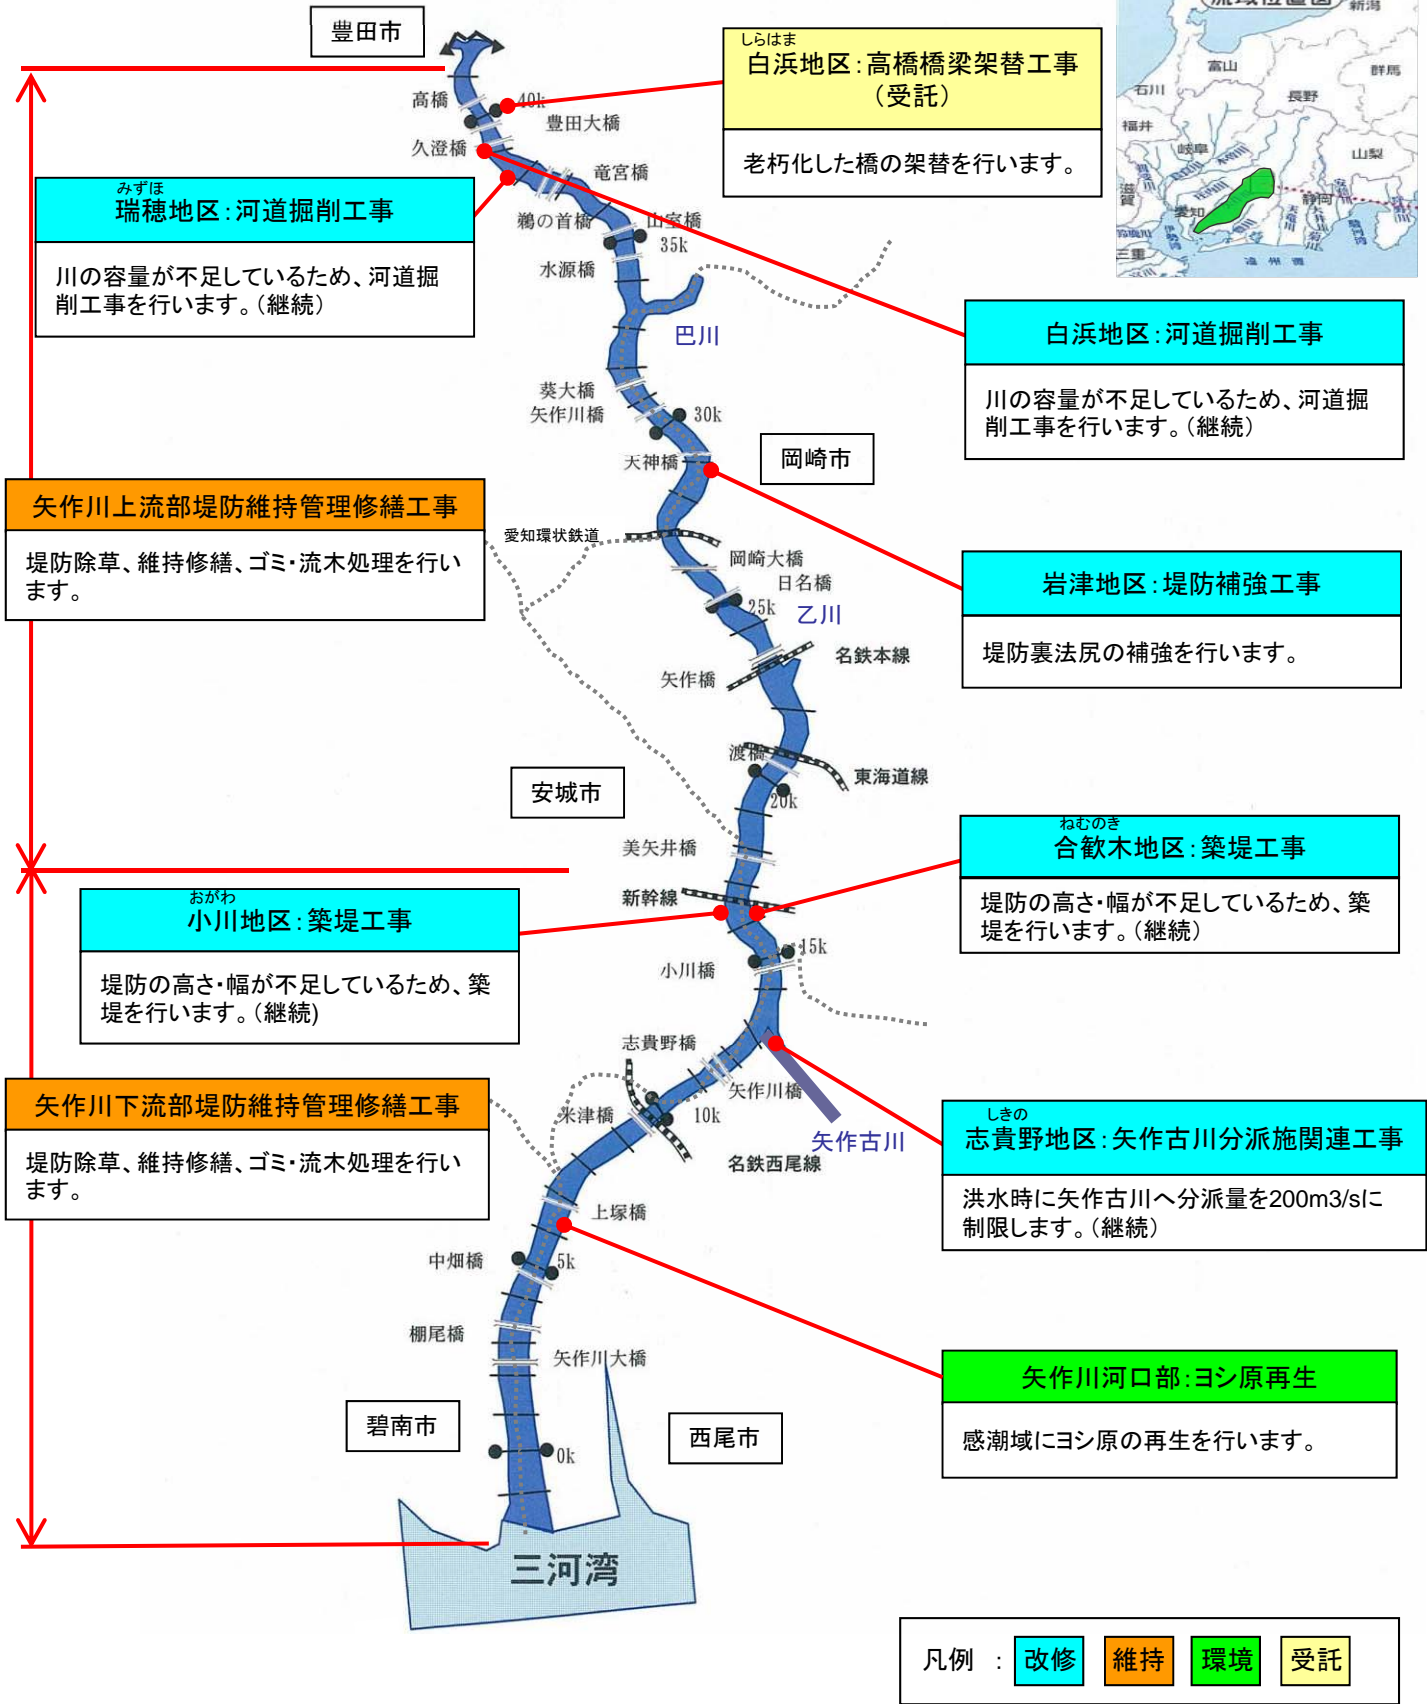 豊田市
流域位置図
新潟
富山
群馬
石川
長野
福井
岐阜
山梨
滋賀
愛知
静岡
三重
遠州灘
しらはま
白浜地区：高橋橋梁架替工事
（受託）
老朽化した橋の架替を行います。
高橋
40k
豊田大橋
久澄橋
竜宮橋
みずほ
瑞穂地区：河道掘削工事
川の容量が不足しているため、河道掘
削工事を行います。（継続）
鵜の首橋
山室橋
35k
水源橋
巴川
白浜地区：河道掘削工事
川の容量が不足しているため、河道掘
削工事を行います。（継続）
葵大橋
矢作川橋
30k
天神橋
岡崎市
矢作川上流部堤防維持管理修繕工事
堤防除草、維持修繕、ゴミ・流木処理を行い
ます。
愛知環状鉄道
岡崎大橋
日名橋
25k
乙川
岩津地区：堤防補強工事
堤防裏法尻の補強を行います。
名鉄本線
矢作橋
渡橋
東海道線
20k
安城市
美矢井橋
新幹線
ねむのき
合歓木地区：築堤工事
堤防の高さ・幅が不足しているため、築
堤を行います。（継続）
おがわ
小川地区：築堤工事
堤防の高さ・幅が不足しているため、築
堤を行います。（継続)
15k
小川橋
志貴野橋
矢作川橋
米津橋
10k
矢作古川
名鉄西尾線
矢作川下流部堤防維持管理修繕工事
堤防除草、維持修繕、ゴミ・流木処理を行い
ます。
しきの
志貴野地区：矢作古川分派施関連工事
洪水時に矢作古川へ分派量を200m3/sに
制限します。（継続）
上塚橋
中畑橋
5k
棚尾橋
矢作川大橋
矢作川河口部：ヨシ原再生
感潮域にヨシ原の再生を行います。
碧南市
西尾市
0k
三河湾
凡例 ： 改修 維持 環境 受託